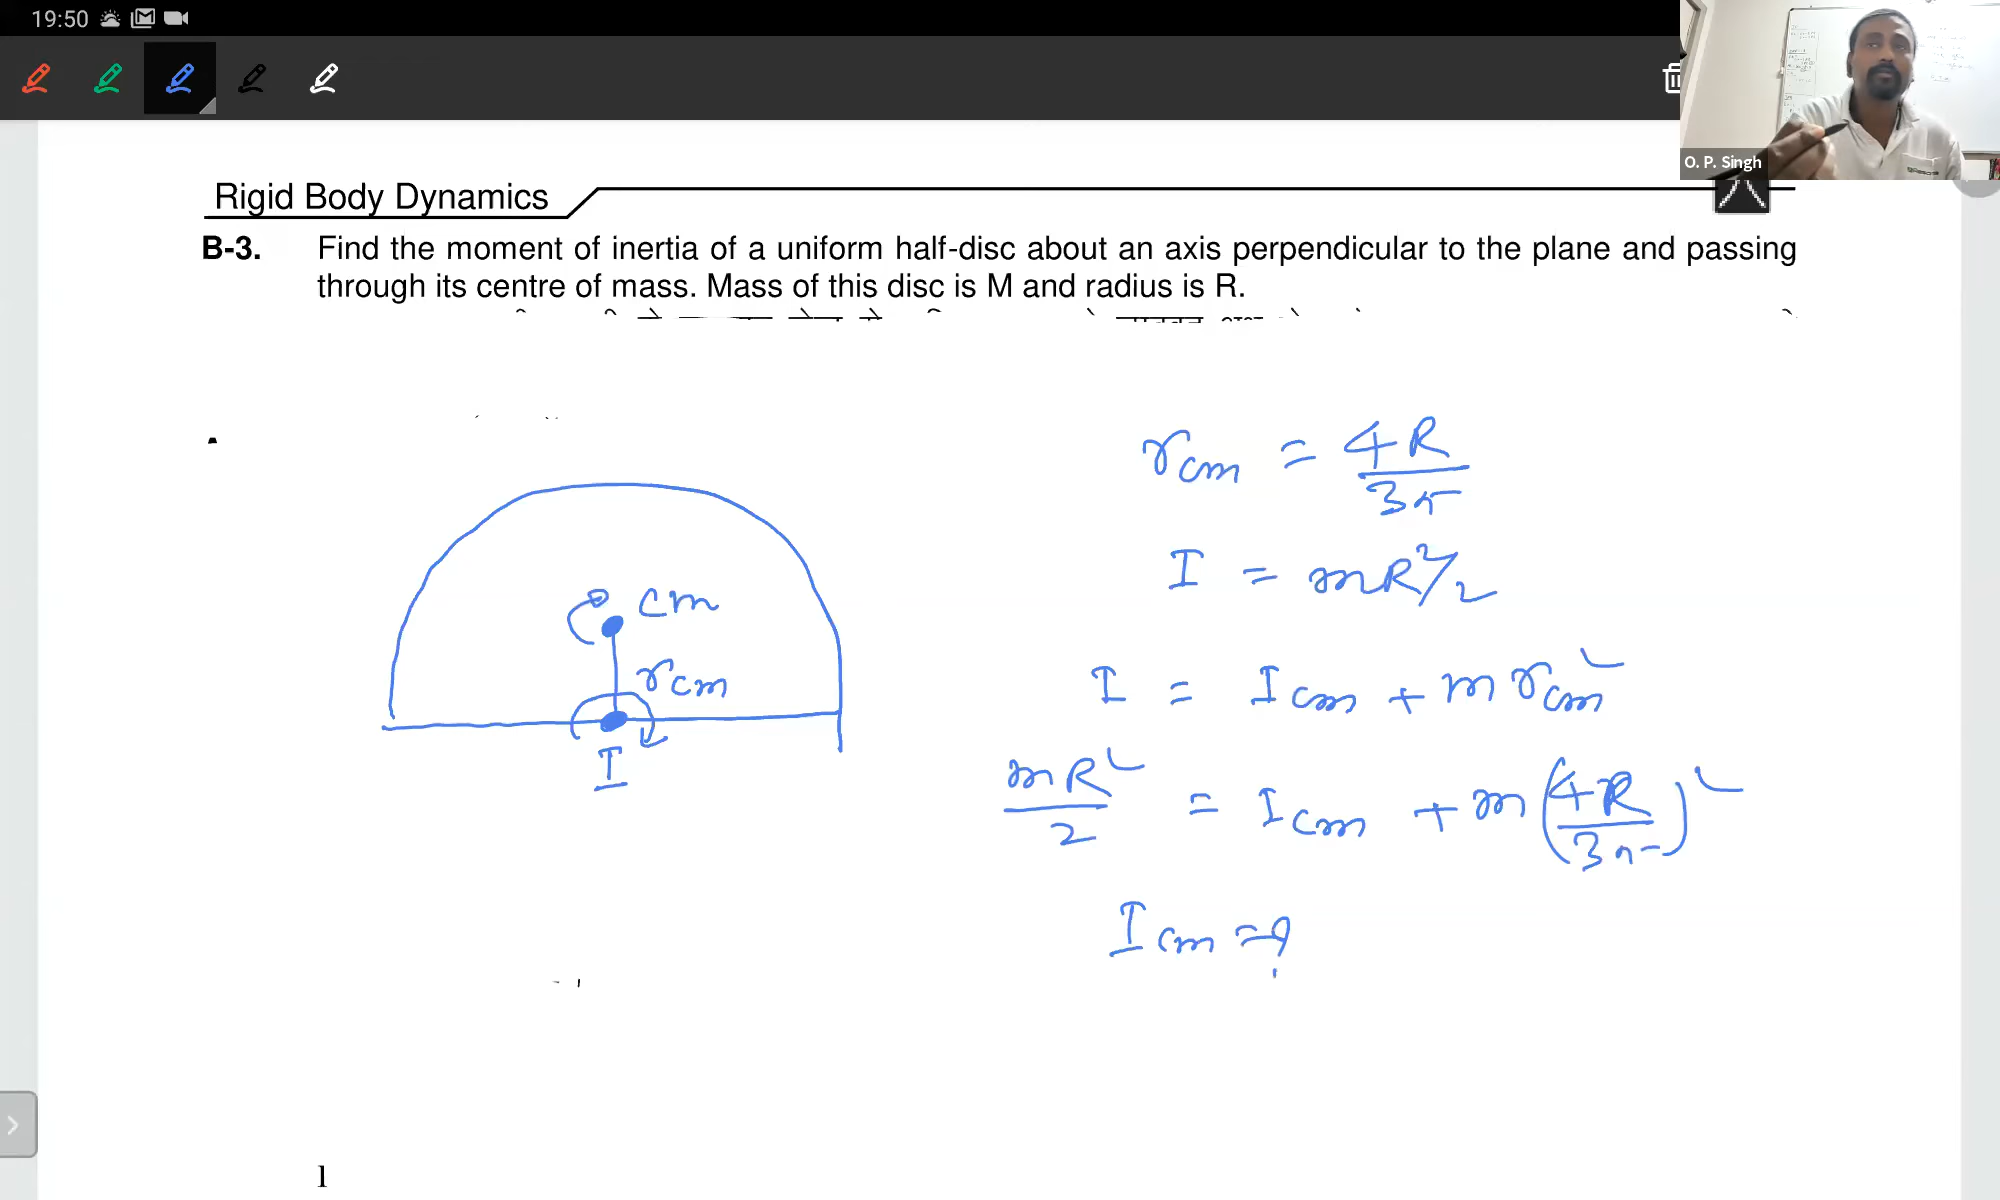 19:50
O. P. Singh
Rigid Body Dynamics
B-3. Find the moment of inertia of a uniform half-disc about an axis perpendicular to the plane and passing
through its centre of mass. Mass of this disc is M and radius is R.
cm
rcm
I
rcm = 4R/3π
I = mR²/2
I = Icm + m rcm²
mR²/2 = Icm + m(4R/3π)²
Icm = ?
1